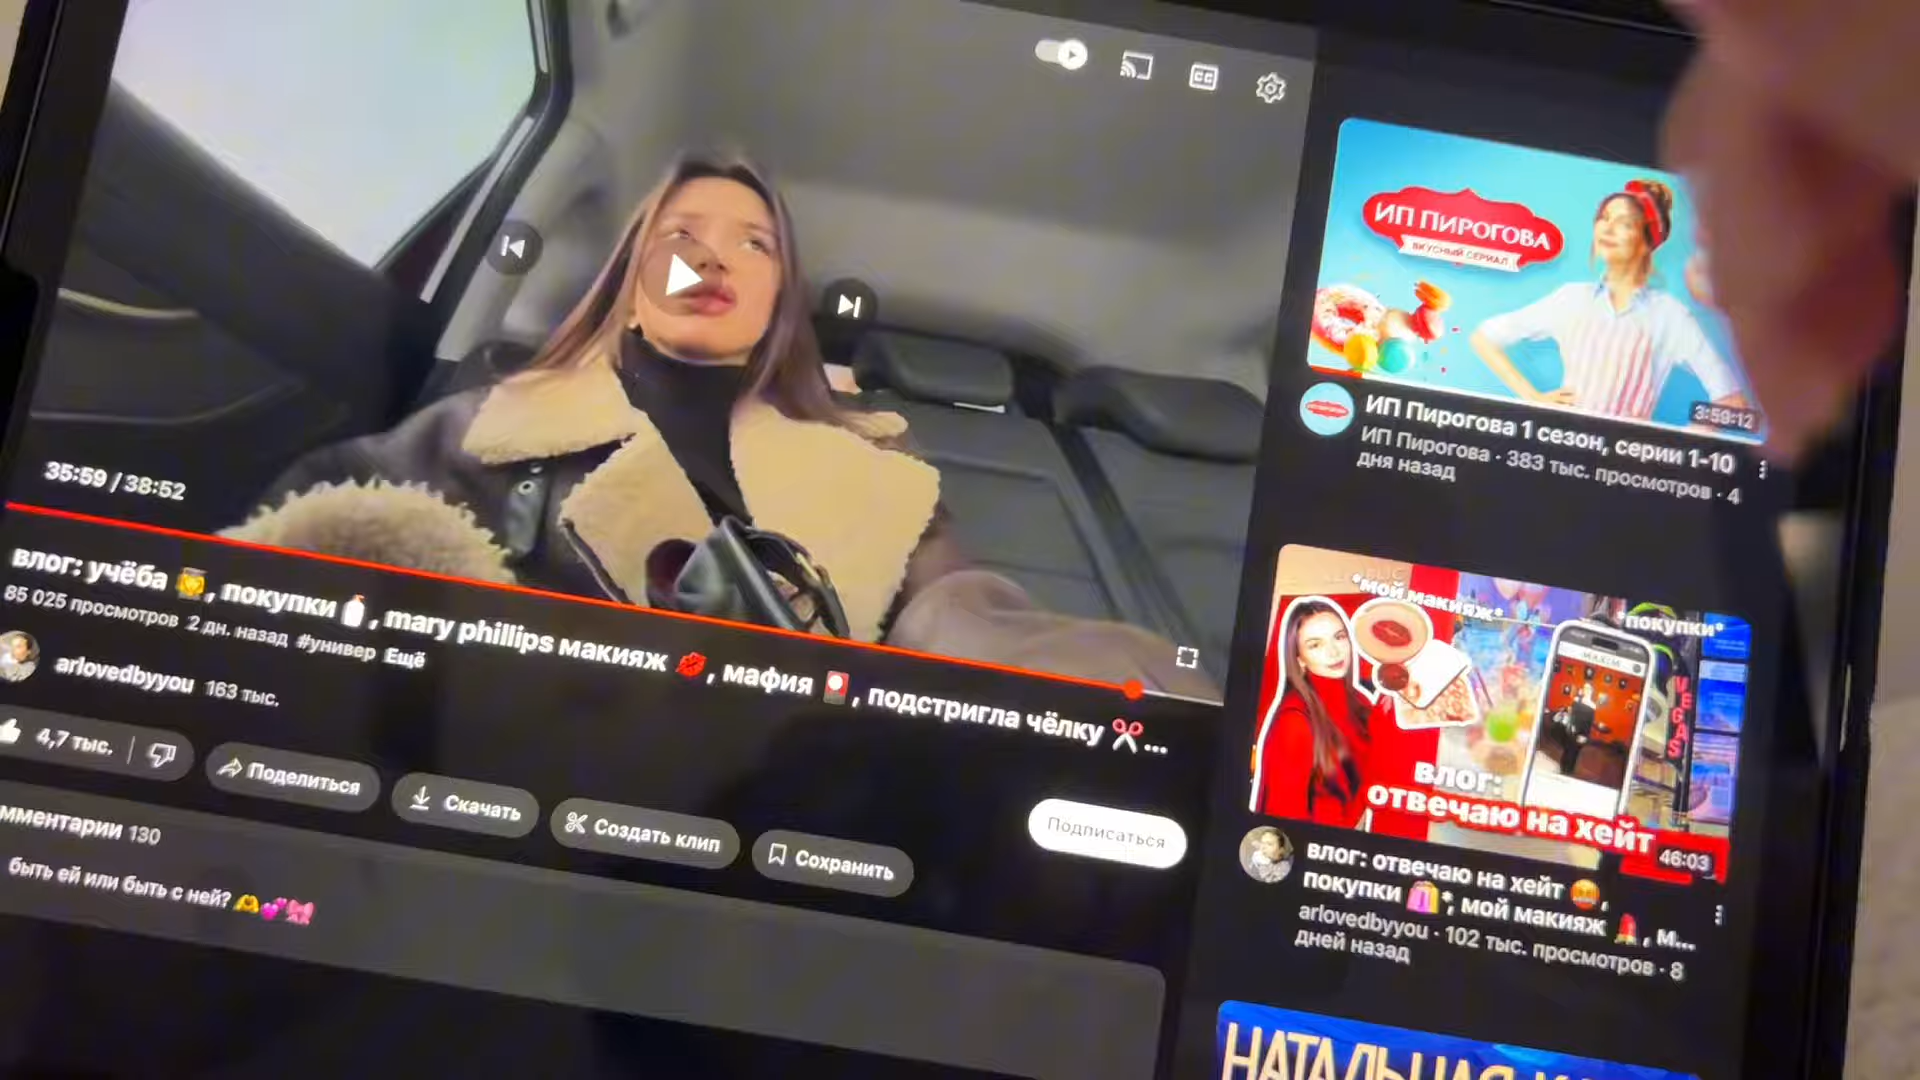 35:59 / 38:52
влог: учёба 👩‍🎓, покупки 🧴, mary phillips макияж 💋, мафия 🎴, подстригла чёлку ✂️...
85 025 просмотров 2 дн. назад #универ Ещё
arlovedbyyou 163 тыс.
4,7 тыс.
Поделиться
Скачать
Создать клип
Сохранить
Подписаться
мментарии 130
быть ей или быть с ней? 🫶💕🎀
ИП ПИРОГОВА
ВКУСНЫЙ СЕРИАЛ
3:59:12
ИП Пирогова 1 сезон, серии 1-10
ИП Пирогова · 383 тыс. просмотров · 4
дня назад
*мой макияж*
*покупки*
MAXIM
VEGAS
влог:
отвечаю на хейт
46:03
влог: отвечаю на хейт 🤬,
покупки 🛍️*, мой макияж 💄, м...
arlovedbyyou · 102 тыс. просмотров · 8
дней назад
НАТАЛЬНАЯ